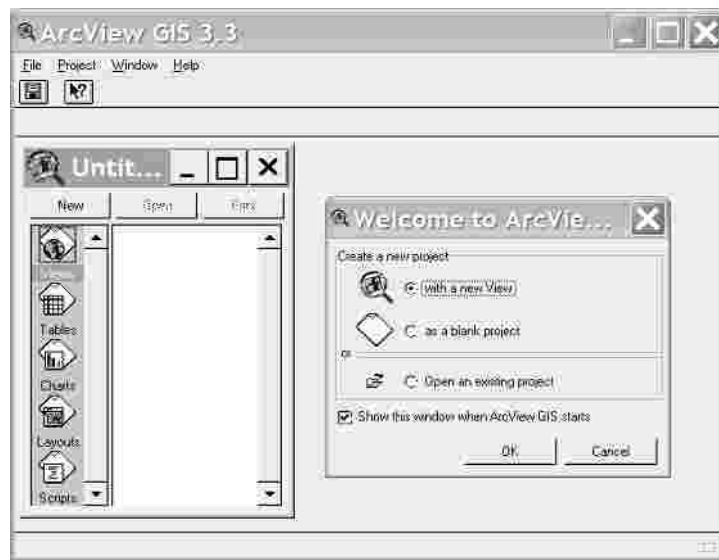 ArcView GIS 3.3
File Project Window Help
Untit...
New Open
Views
Tables
Charts
Layouts
Scripts
Welcome to ArcVie...
Create a new project
with a new View
as a blank project
or
Open an existing project
Show this window when ArcView GIS starts
OK Cancel